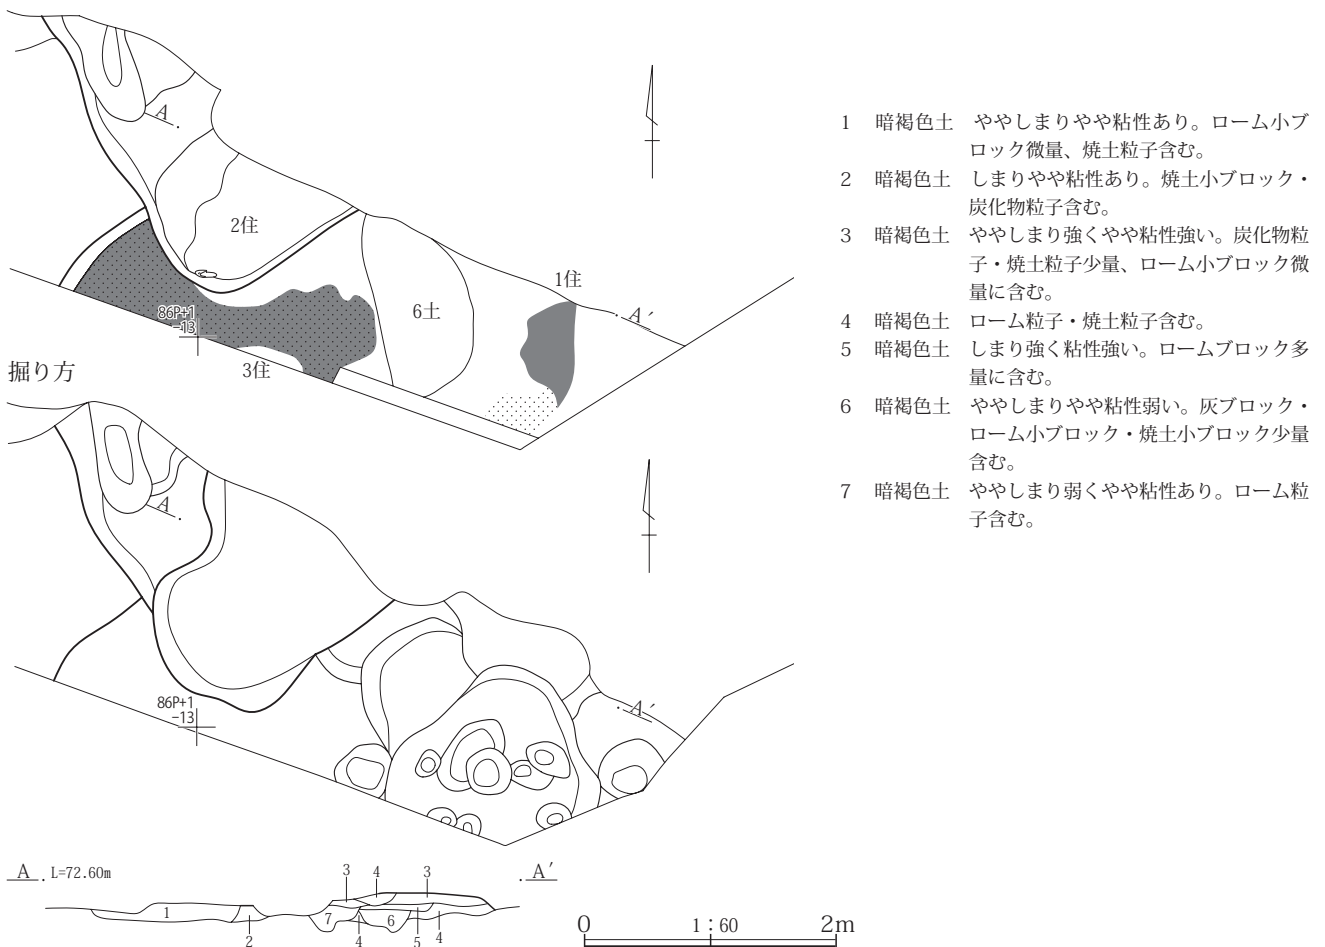 A
2住
1住
6土
A′
86P+1
-13
3住
掘り方
A
86P+1
-13
A′
A L=72.60m
A′
3 4 3
1 7 6
2 4 5 4
0 1：60 2m
1 暗褐色土 ややしまりやや粘性あり。ローム小ブ
ロック微量、焼土粒子含む。
2 暗褐色土 しまりやや粘性あり。焼土小ブロック・
炭化物粒子含む。
3 暗褐色土 ややしまり強くやや粘性強い。炭化物粒
子・焼土粒子少量、ローム小ブロック微
量に含む。
4 暗褐色土 ローム粒子・焼土粒子含む。
5 暗褐色土 しまり強く粘性強い。ロームブロック多
量に含む。
6 暗褐色土 ややしまりやや粘性弱い。灰ブロック・
ローム小ブロック・焼土小ブロック少量
含む。
7 暗褐色土 ややしまり弱くやや粘性あり。ローム粒
子含む。